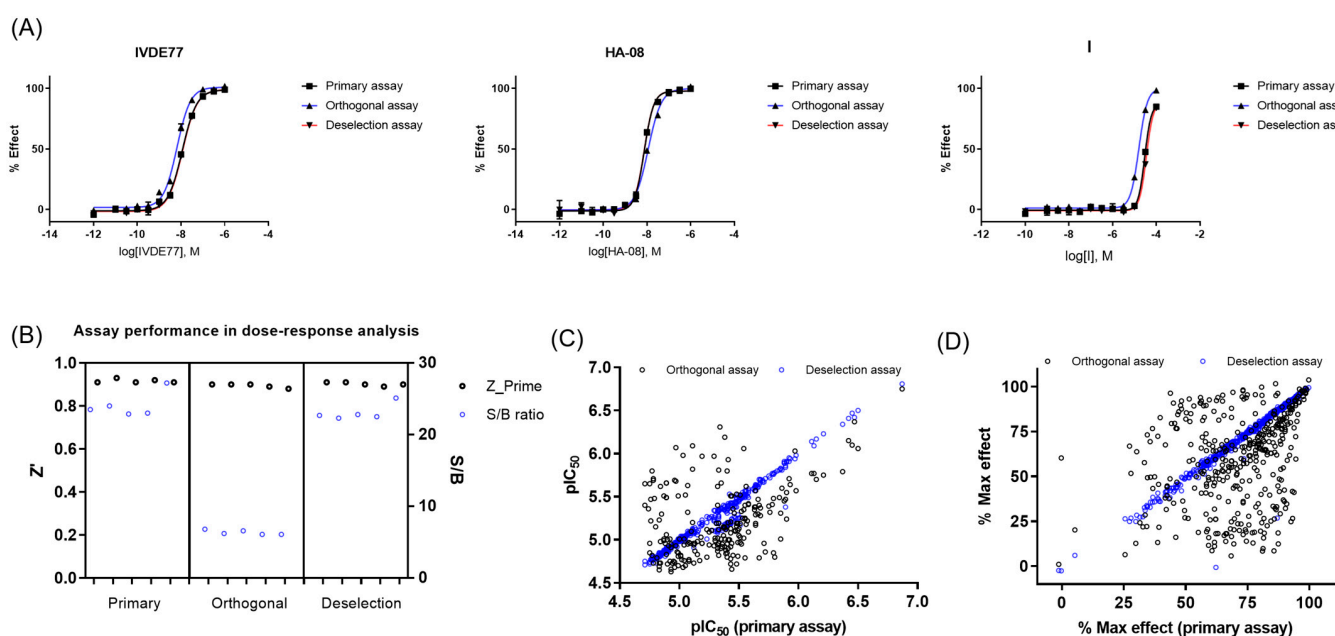 (A)
IVDE77
% Effect
100
50
0
-14 -12 -10 -8 -6 -4
log[IVDE77], M
Primary assay
Orthogonal assay
Deselection assay
HA-08
% Effect
100
50
0
-14 -12 -10 -8 -6 -4
log[HA-08], M
Primary assay
Orthogonal assay
Deselection assay
I
% Effect
100
50
0
-12 -10 -8 -6 -4 -2
log[I], M
Primary assay
Orthogonal assa
Deselection as
(B)
Assay performance in dose-response analysis
Z'
1.0
0.8
0.6
0.4
0.2
0.0
Primary Orthogonal Deselection
30
20
10
0
S/B
Z_Prime
S/B ratio
(C)
pIC50
7.0
6.5
6.0
5.5
5.0
4.5
Orthogonal assay Deselection assay
4.5 5.0 5.5 6.0 6.5 7.0
pIC50 (primary assay)
(D)
% Max effect
100
75
50
25
0
Orthogonal assay Deselection assay
0 25 50 75 100
% Max effect (primary assay)